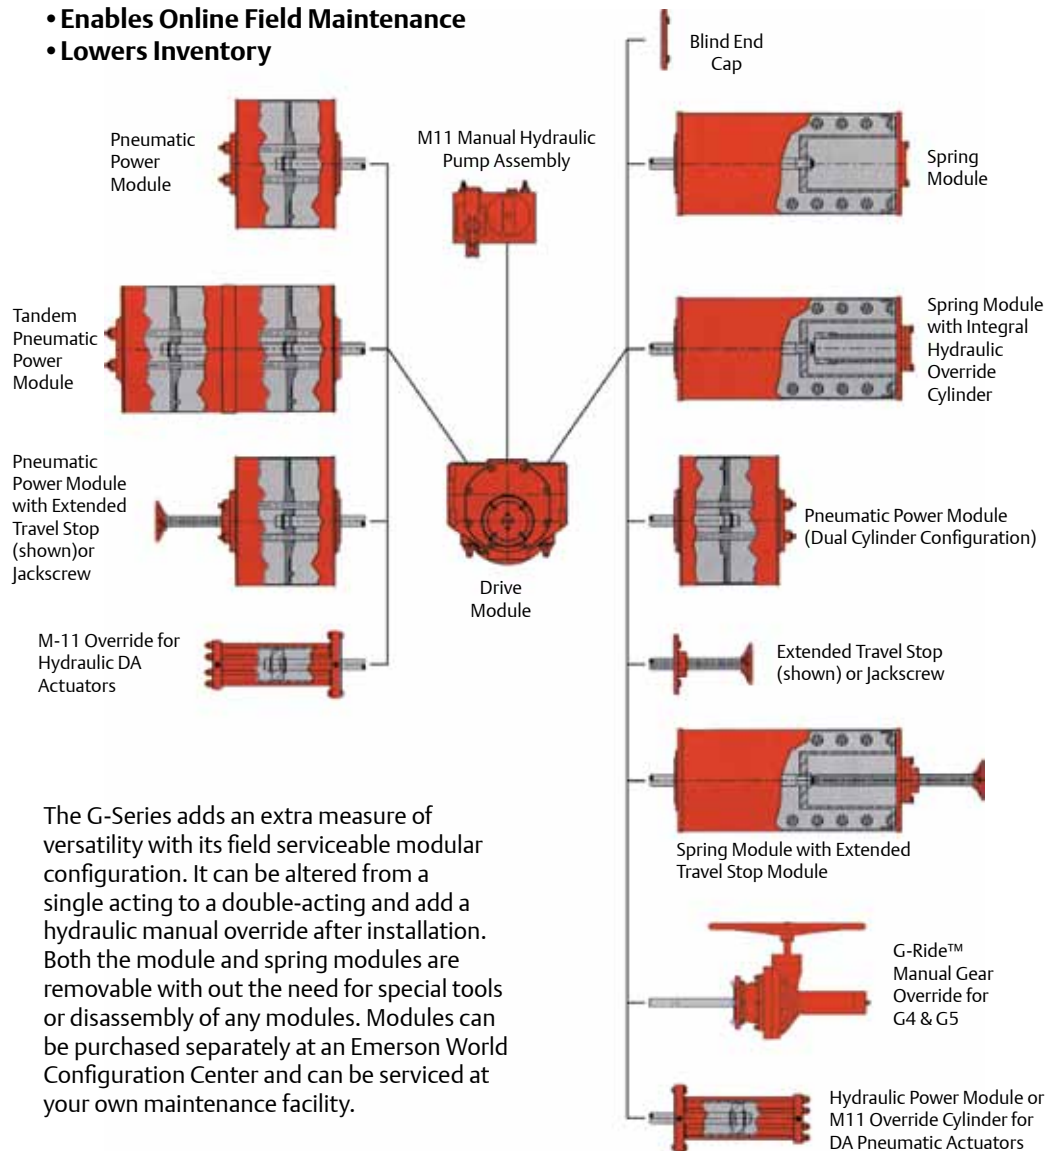 • Enables Online Field Maintenance
• Lowers Inventory
Pneumatic
Power
Module
Tandem
Pneumatic
Power
Module
Pneumatic
Power Module
with Extended
Travel Stop
(shown)or
Jackscrew
M-11 Override for
Hydraulic DA
Actuators
M11 Manual Hydraulic
Pump Assembly
Drive
Module
Blind End
Cap
Spring
Module
Spring Module
with Integral
Hydraulic
Override
Cylinder
Pneumatic Power Module
(Dual Cylinder Configuration)
Extended Travel Stop
(shown) or Jackscrew
Spring Module with Extended
Travel Stop Module
G-Ride™
Manual Gear
Override for
G4 & G5
Hydraulic Power Module or
M11 Override Cylinder for
DA Pneumatic Actuators
The G-Series adds an extra measure of
versatility with its field serviceable modular
configuration. It can be altered from a
single acting to a double-acting and add a
hydraulic manual override after installation.
Both the module and spring modules are
removable with out the need for special tools
or disassembly of any modules. Modules can
be purchased separately at an Emerson World
Configuration Center and can be serviced at
your own maintenance facility.